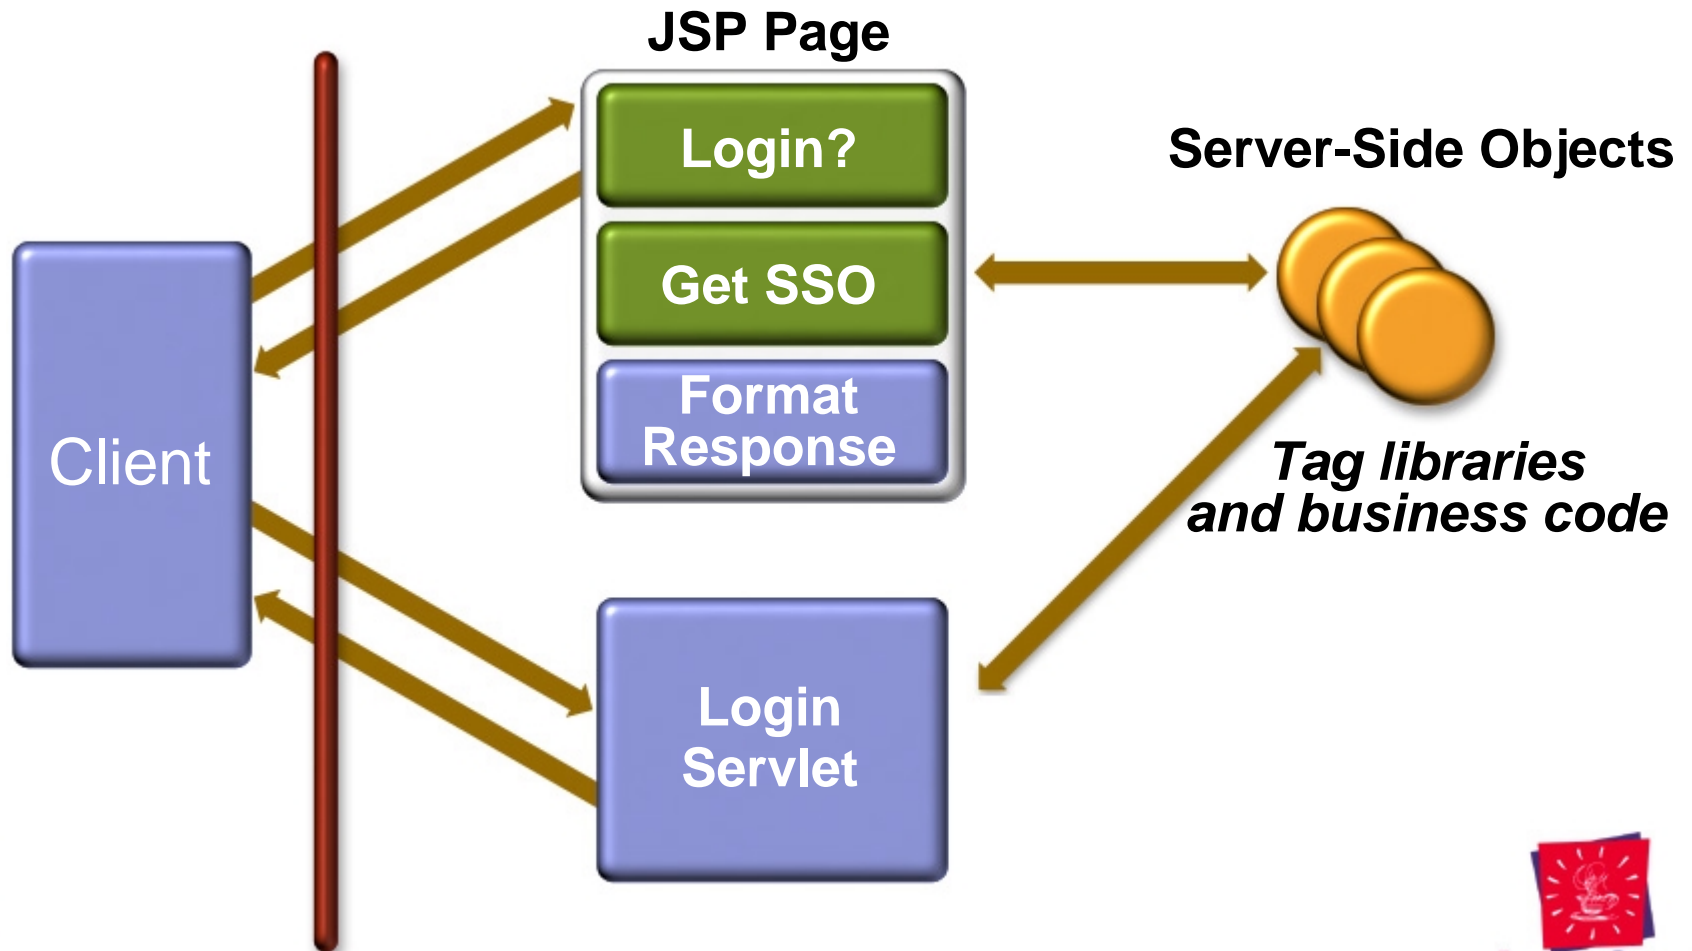 JSP Page
Login?
Server-Side Objects
Get SSO
Format
Response
Client
Tag libraries
and business code
Login
Servlet